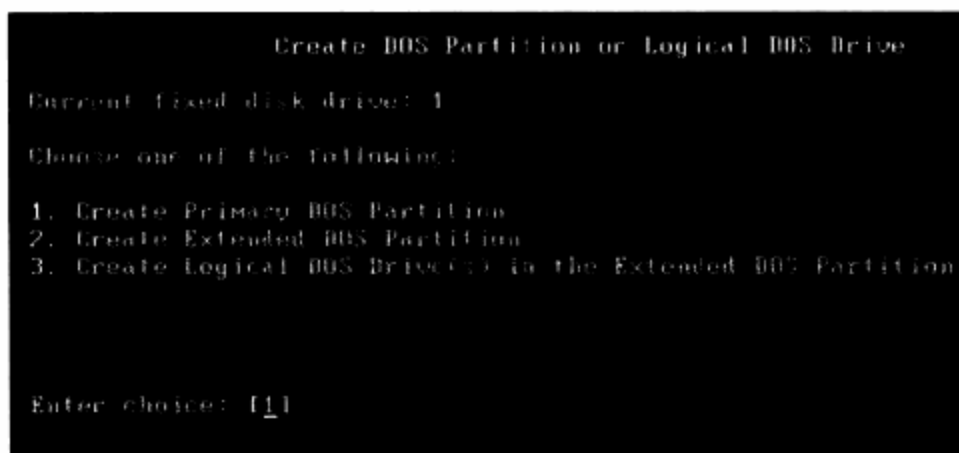 Create DOS Partition or Logical DOS Drive
Current fixed disk drive: 1
Choose one of the following:
1. Create Primary DOS Partition
2. Create Extended DOS Partition
3. Create Logical DOS Drive(s) in the Extended DOS Partition
Enter choice: [1]